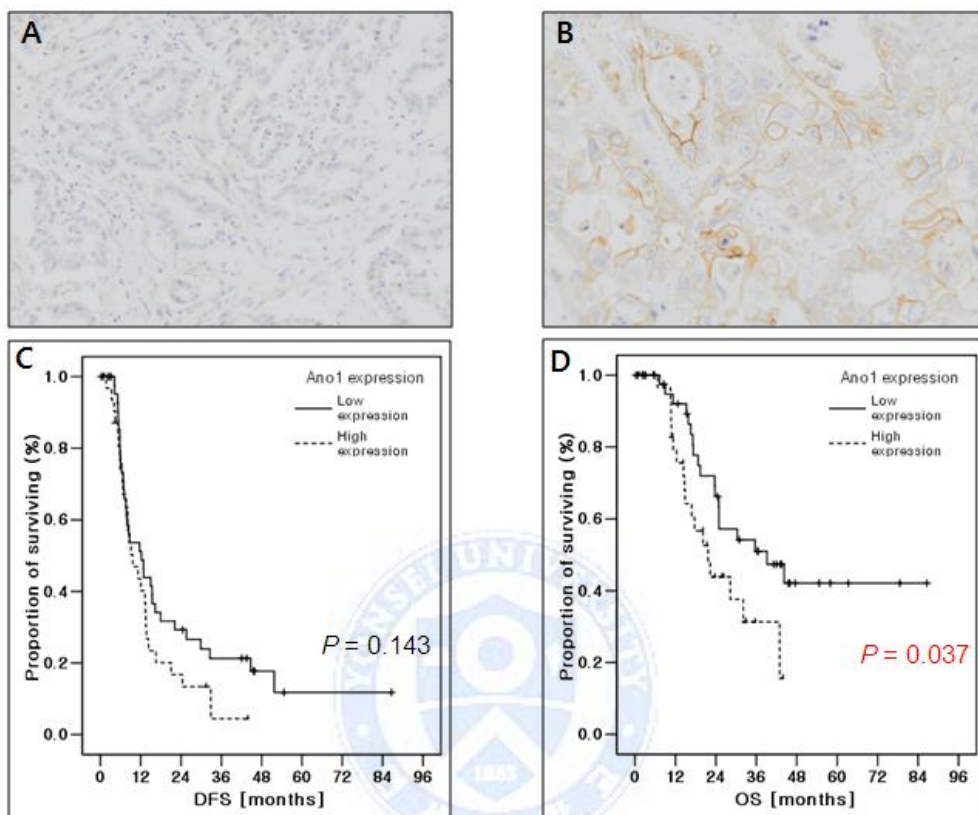 A
B
C
Ano1 expression
Low
expression
High
expression
Proportion of surviving (%)
1.0
0.8
0.6
0.4
0.2
0.0
P = 0.143
0 12 24 36 48 60 72 84 96
DFS [months]
D
Ano1 expression
Low
expression
High
expression
Proportion of surviving (%)
1.0
0.8
0.6
0.4
0.2
0.0
P = 0.037
0 12 24 36 48 60 72 84 96
OS [months]
YONSEI UNIVERSITY